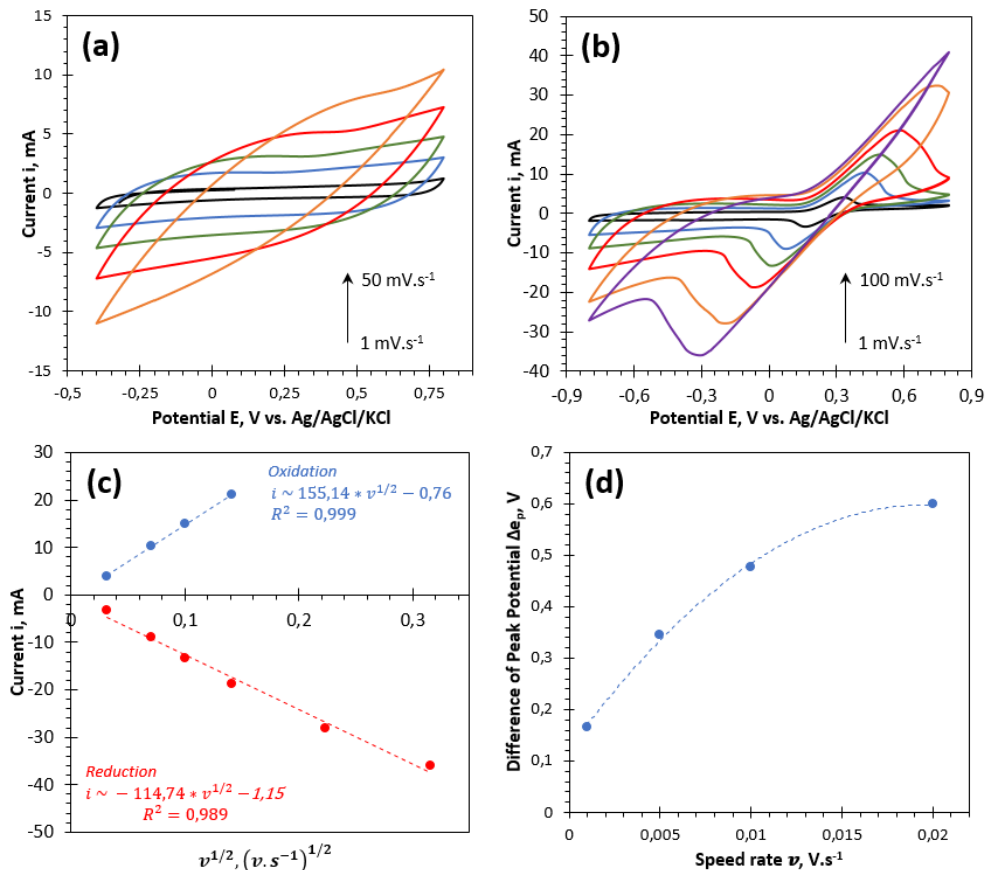 (a)
15
10
5
0
-5
-10
-15
-0,5
-0,25
0
0,25
0,5
0,75
Current i, mA
Potential E, V vs. Ag/AgCl/KCl
50 mV.s-1
1 mV.s-1
(b)
50
40
30
20
10
0
-10
-20
-30
-40
-0,9
-0,6
-0,3
0
0,3
0,6
0,9
Current i, mA
Potential E, V vs. Ag/AgCl/KCl
100 mV.s-1
1 mV.s-1
(c)
30
20
10
0
-10
-20
-30
-40
-50
0
0,1
0,2
0,3
Current i, mA
Oxidation
i ~ 155,14 * v^1/2 − 0,76
R² = 0,999
Reduction
i ~ − 114,74 * v^1/2 −1,15
R² = 0,989
v^1/2, (v.s^-1)^1/2
(d)
0,7
0,6
0,5
0,4
0,3
0,2
0,1
0
0
0,005
0,01
0,015
0,02
Difference of Peak Potential Δep, V
Speed rate v, V.s-1